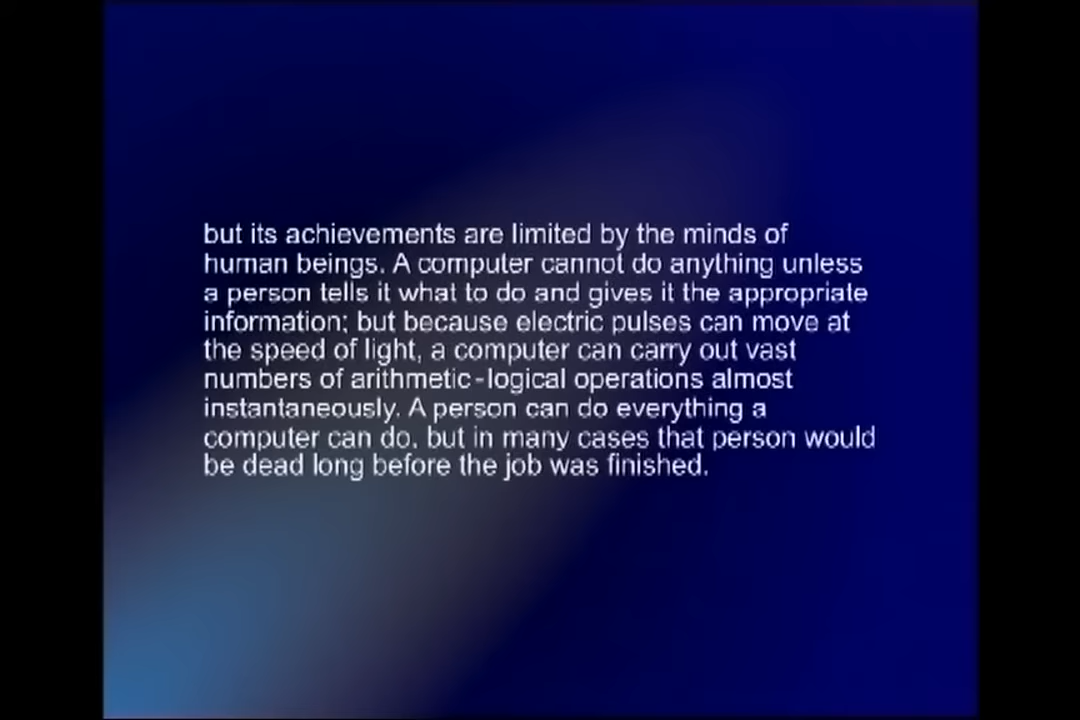 but its achievements are limited by the minds of
human beings. A computer cannot do anything unless
a person tells it what to do and gives it the appropriate
information; but because electric pulses can move at
the speed of light, a computer can carry out vast
numbers of arithmetic-logical operations almost
instantaneously. A person can do everything a
computer can do, but in many cases that person would
be dead long before the job was finished.